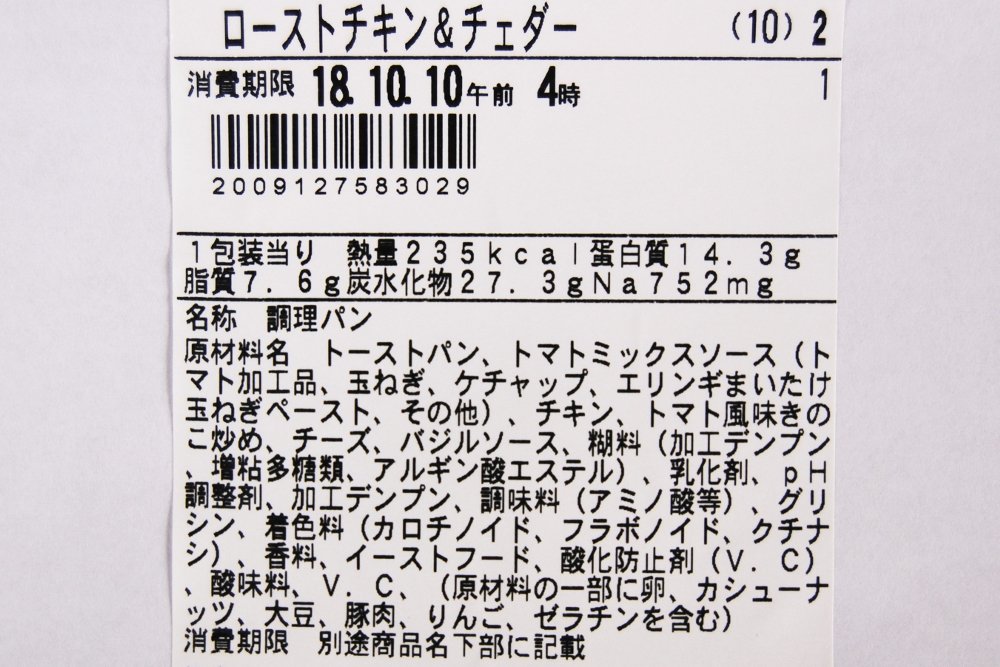 ローストチキン＆チェダー （10）2
消費期限 18.10.10午前 4時 1
2009127583029
１包装当り　熱量２３５ｋｃａｌ蛋白質１４．３ｇ
脂質７．６ｇ炭水化物２７．３ｇＮａ７５２ｍｇ
名称　調理パン
原材料名　トーストパン、トマトミックスソース（ト
マト加工品、玉ねぎ、ケチャップ、エリンギまいたけ
玉ねぎペースト、その他）、チキン、トマト風味きの
こ炒め、チーズ、バジルソース、糊料（加工デンプン
、増粘多糖類、アルギン酸エステル）、乳化剤、ｐＨ
調整剤、加工デンプン、調味料（アミノ酸等）、グリ
シン、着色料（カロチノイド、フラボノイド、クチナ
シ）、香料、イーストフード、酸化防止剤（Ｖ．Ｃ）
、酸味料、Ｖ．Ｃ、（原材料の一部に卵、カシューナ
ッツ、大豆、豚肉、りんご、ゼラチンを含む）
消費期限　別途商品名下部に記載